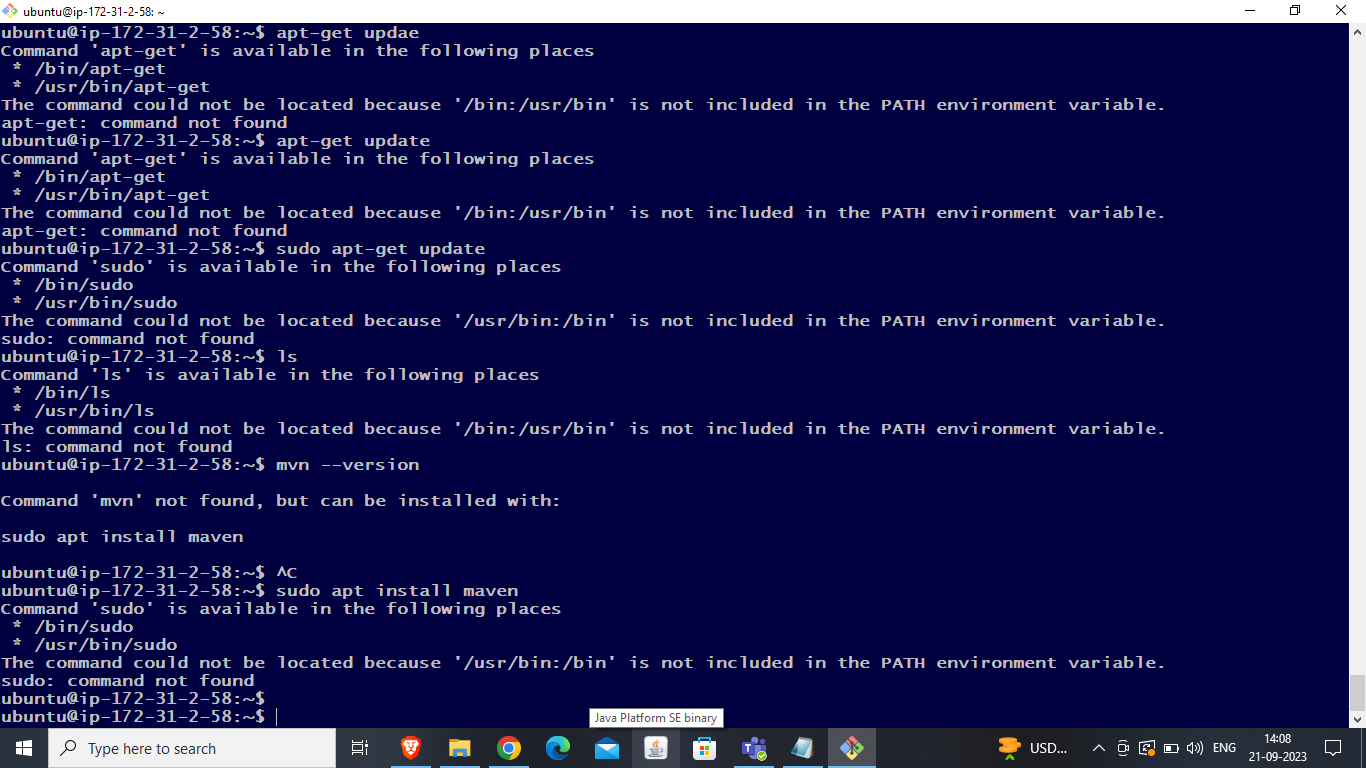 ubuntu@ip-172-31-2-58: ~
ubuntu@ip-172-31-2-58:~$ apt-get updae
Command 'apt-get' is available in the following places
 * /bin/apt-get
 * /usr/bin/apt-get
The command could not be located because '/bin:/usr/bin' is not included in the PATH environment variable.
apt-get: command not found
ubuntu@ip-172-31-2-58:~$ apt-get update
Command 'apt-get' is available in the following places
 * /bin/apt-get
 * /usr/bin/apt-get
The command could not be located because '/bin:/usr/bin' is not included in the PATH environment variable.
apt-get: command not found
ubuntu@ip-172-31-2-58:~$ sudo apt-get update
Command 'sudo' is available in the following places
 * /bin/sudo
 * /usr/bin/sudo
The command could not be located because '/usr/bin:/bin' is not included in the PATH environment variable.
sudo: command not found
ubuntu@ip-172-31-2-58:~$ ls
Command 'ls' is available in the following places
 * /bin/ls
 * /usr/bin/ls
The command could not be located because '/bin:/usr/bin' is not included in the PATH environment variable.
ls: command not found
ubuntu@ip-172-31-2-58:~$ mvn --version
Command 'mvn' not found, but can be installed with:
sudo apt install maven
ubuntu@ip-172-31-2-58:~$ ^C
ubuntu@ip-172-31-2-58:~$ sudo apt install maven
Command 'sudo' is available in the following places
 * /bin/sudo
 * /usr/bin/sudo
The command could not be located because '/usr/bin:/bin' is not included in the PATH environment variable.
sudo: command not found
ubuntu@ip-172-31-2-58:~$
ubuntu@ip-172-31-2-58:~$
Java Platform SE binary
Type here to search
USD...
ENG
14:08
21-09-2023